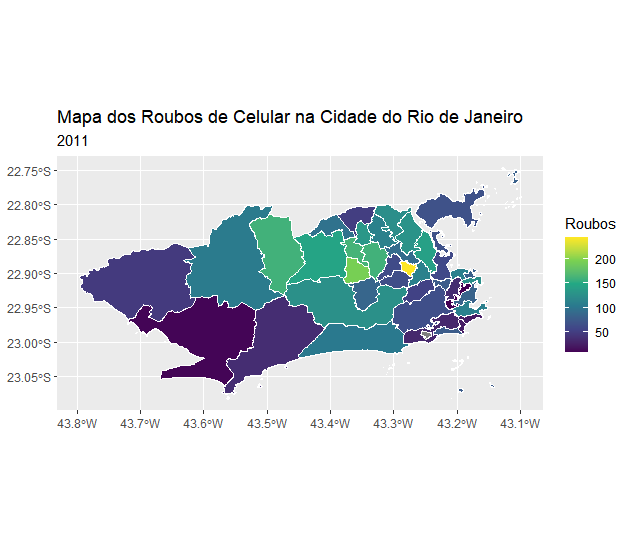 Mapa dos Roubos de Celular na Cidade do Rio de Janeiro
2011
22.75°S
22.80°S
22.85°S
22.90°S
22.95°S
23.00°S
23.05°S
43.8°W 43.7°W 43.6°W 43.5°W 43.4°W 43.3°W 43.2°W 43.1°W
Roubos
200
150
100
50